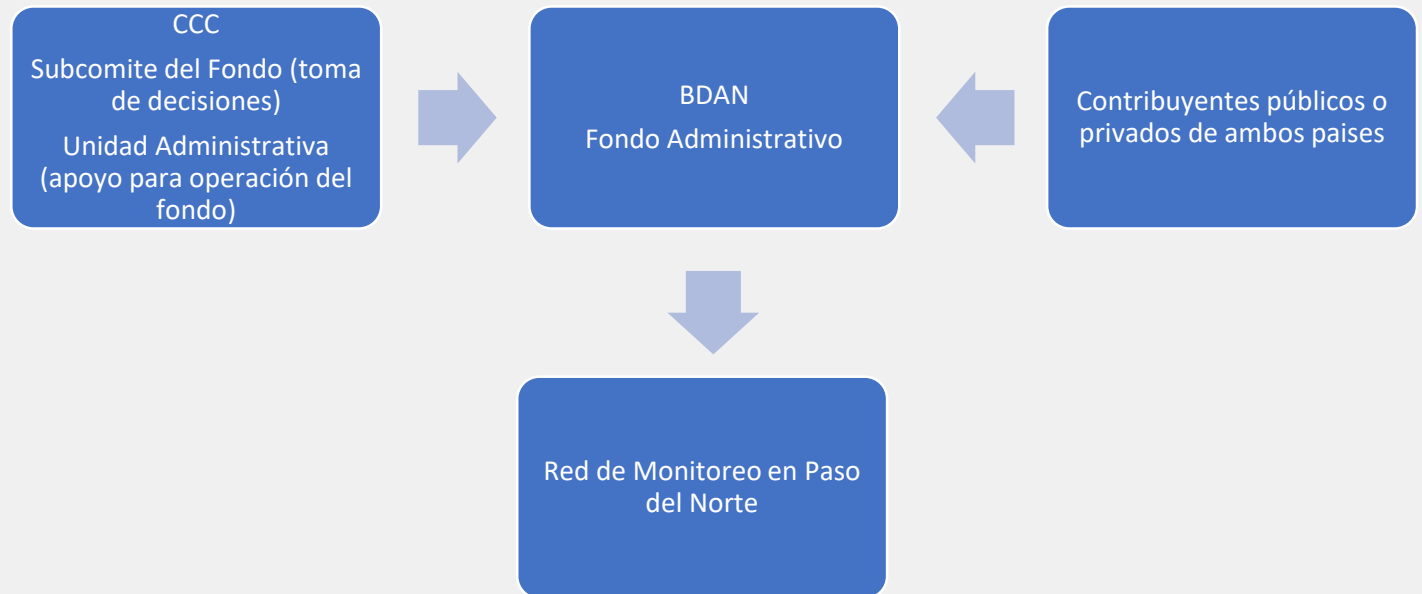 CCC
Subcomite del Fondo (toma
de decisiones)
Unidad Administrativa
(apoyo para operación del
fondo)
BDAN
Fondo Administrativo
Contribuyentes públicos o
privados de ambos paises
Red de Monitoreo en Paso
del Norte